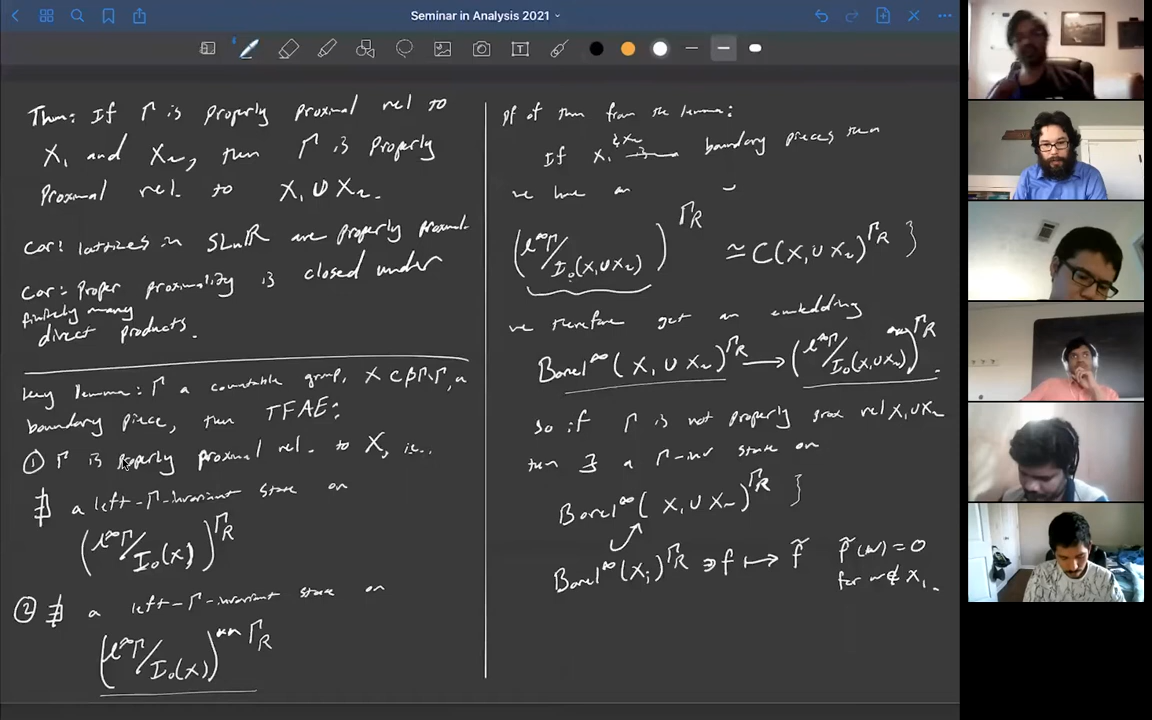 Seminar in Analysis 2021
Thm: If Γ is properly proximal rel to
X₁ and X₂, then Γ is properly
proximal rel. to X₁ ∪ X₂.
Cor: lattices in SLₙℝ are properly proximal.
Cor: Proper proximality is closed under
finitely many
direct products.
Key lemma: Γ a countable group, X ⊂ βΓ\Γ, a
boundary piece, then TFAE:
① Γ is properly proximal rel. to X, i.e.,
∄ a left-Γ-invariant state on
(ℓ^∞Γ/I₀(X))^{Γ_R}
② ∄ a left-Γ-invariant state on
(ℓ^∞Γ/I₀(X))^{** Γ_R}
Pf of thm from the lemma:
If X₁ & X₂ boundary pieces then
we have an
(ℓ^∞Γ/I₀(X₁∪X₂))^{Γ_R} ≃ C(X₁∪X₂)^{Γ_R}
we therefore get an embedding
Borel^∞(X₁∪X₂)^{Γ_R} → (ℓ^∞Γ/I₀(X₁∪X₂))^{** Γ_R}.
so if Γ is not properly prox rel X₁∪X₂
then ∃ a Γ-inv state on
Borel^∞(X₁∪X₂)^{Γ_R}
Borel^∞(Xᵢ)^{Γ_R} ∋ f ↦ f̃ f̃(w) = 0
for w ∉ X₁.